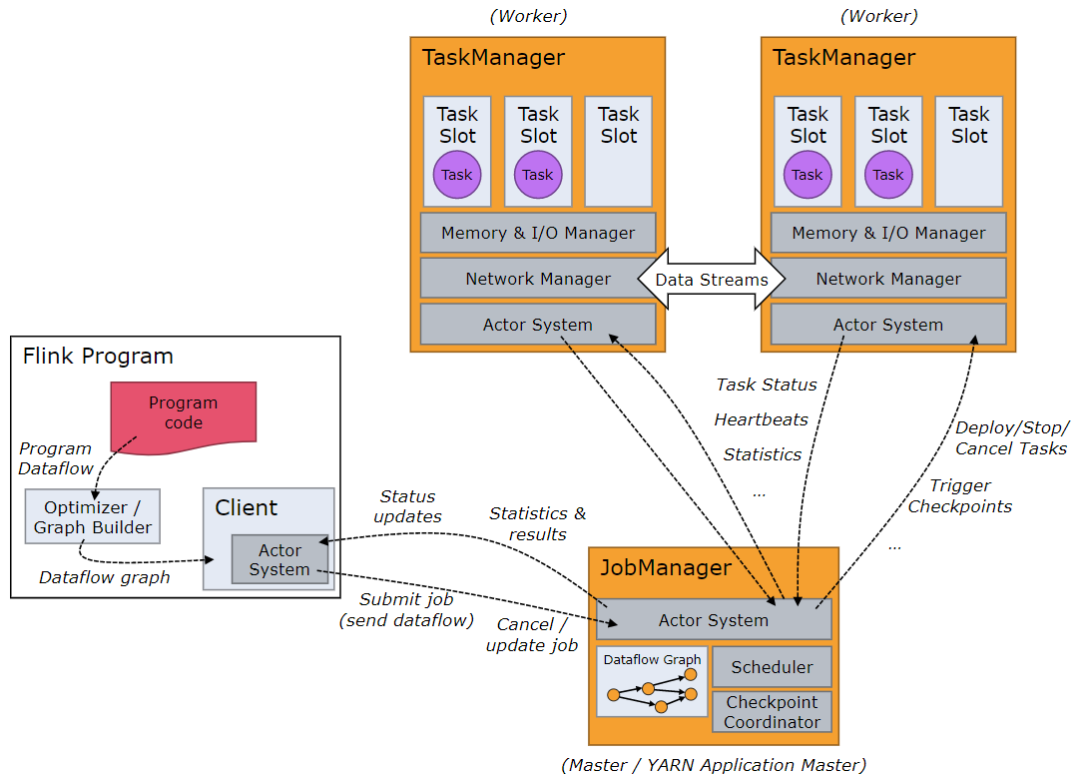 (Worker)
(Worker)
TaskManager
TaskManager
Task
Slot
Task
Slot
Task
Slot
Task
Slot
Task
Slot
Task
Slot
Task
Task
Task
Task
Memory & I/O Manager
Memory & I/O Manager
Network Manager
Data Streams
Network Manager
Actor System
Actor System
Flink Program
Program
code
Program
Dataflow
Optimizer /
Graph Builder
Dataflow graph
Client
Actor
System
Status
updates
Statistics &
results
Submit job
(send dataflow)
Cancel /
update job
Task Status
Heartbeats
Statistics
...
Deploy/Stop/
Cancel Tasks
Trigger
Checkpoints
...
JobManager
Actor System
Dataflow Graph
Scheduler
Checkpoint
Coordinator
(Master / YARN Application Master)